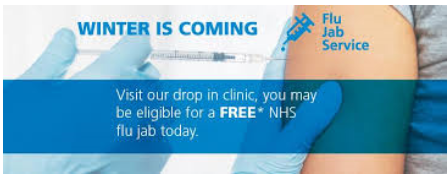 WINTER IS COMING
Flu
Jab
Service
Visit our drop in clinic, you may
be eligible for a FREE* NHS
flu jab today.